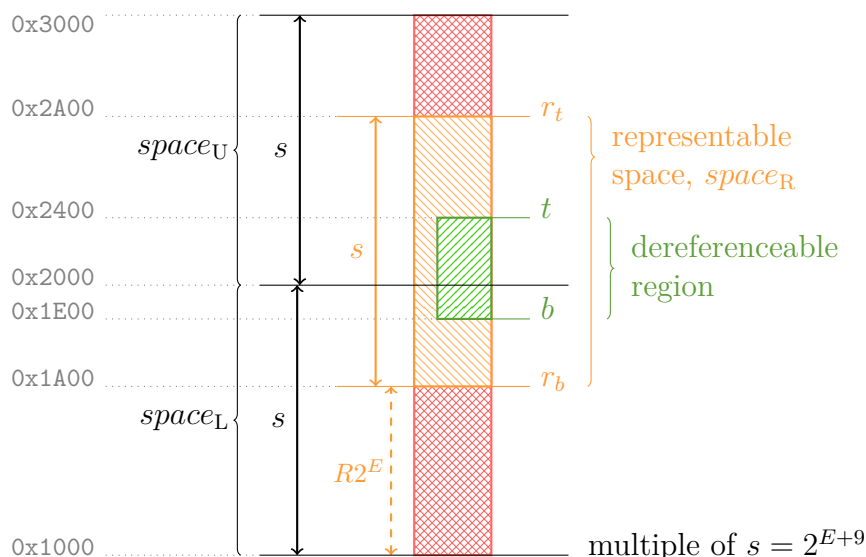 0x3000
0x2A00
r_t
representable
space_U
s
space, space_R
0x2400
t
s
dereferenceable
0x2000
region
0x1E00
b
0x1A00
r_b
space_L
s
R2^E
0x1000
multiple of s = 2^{E+9}